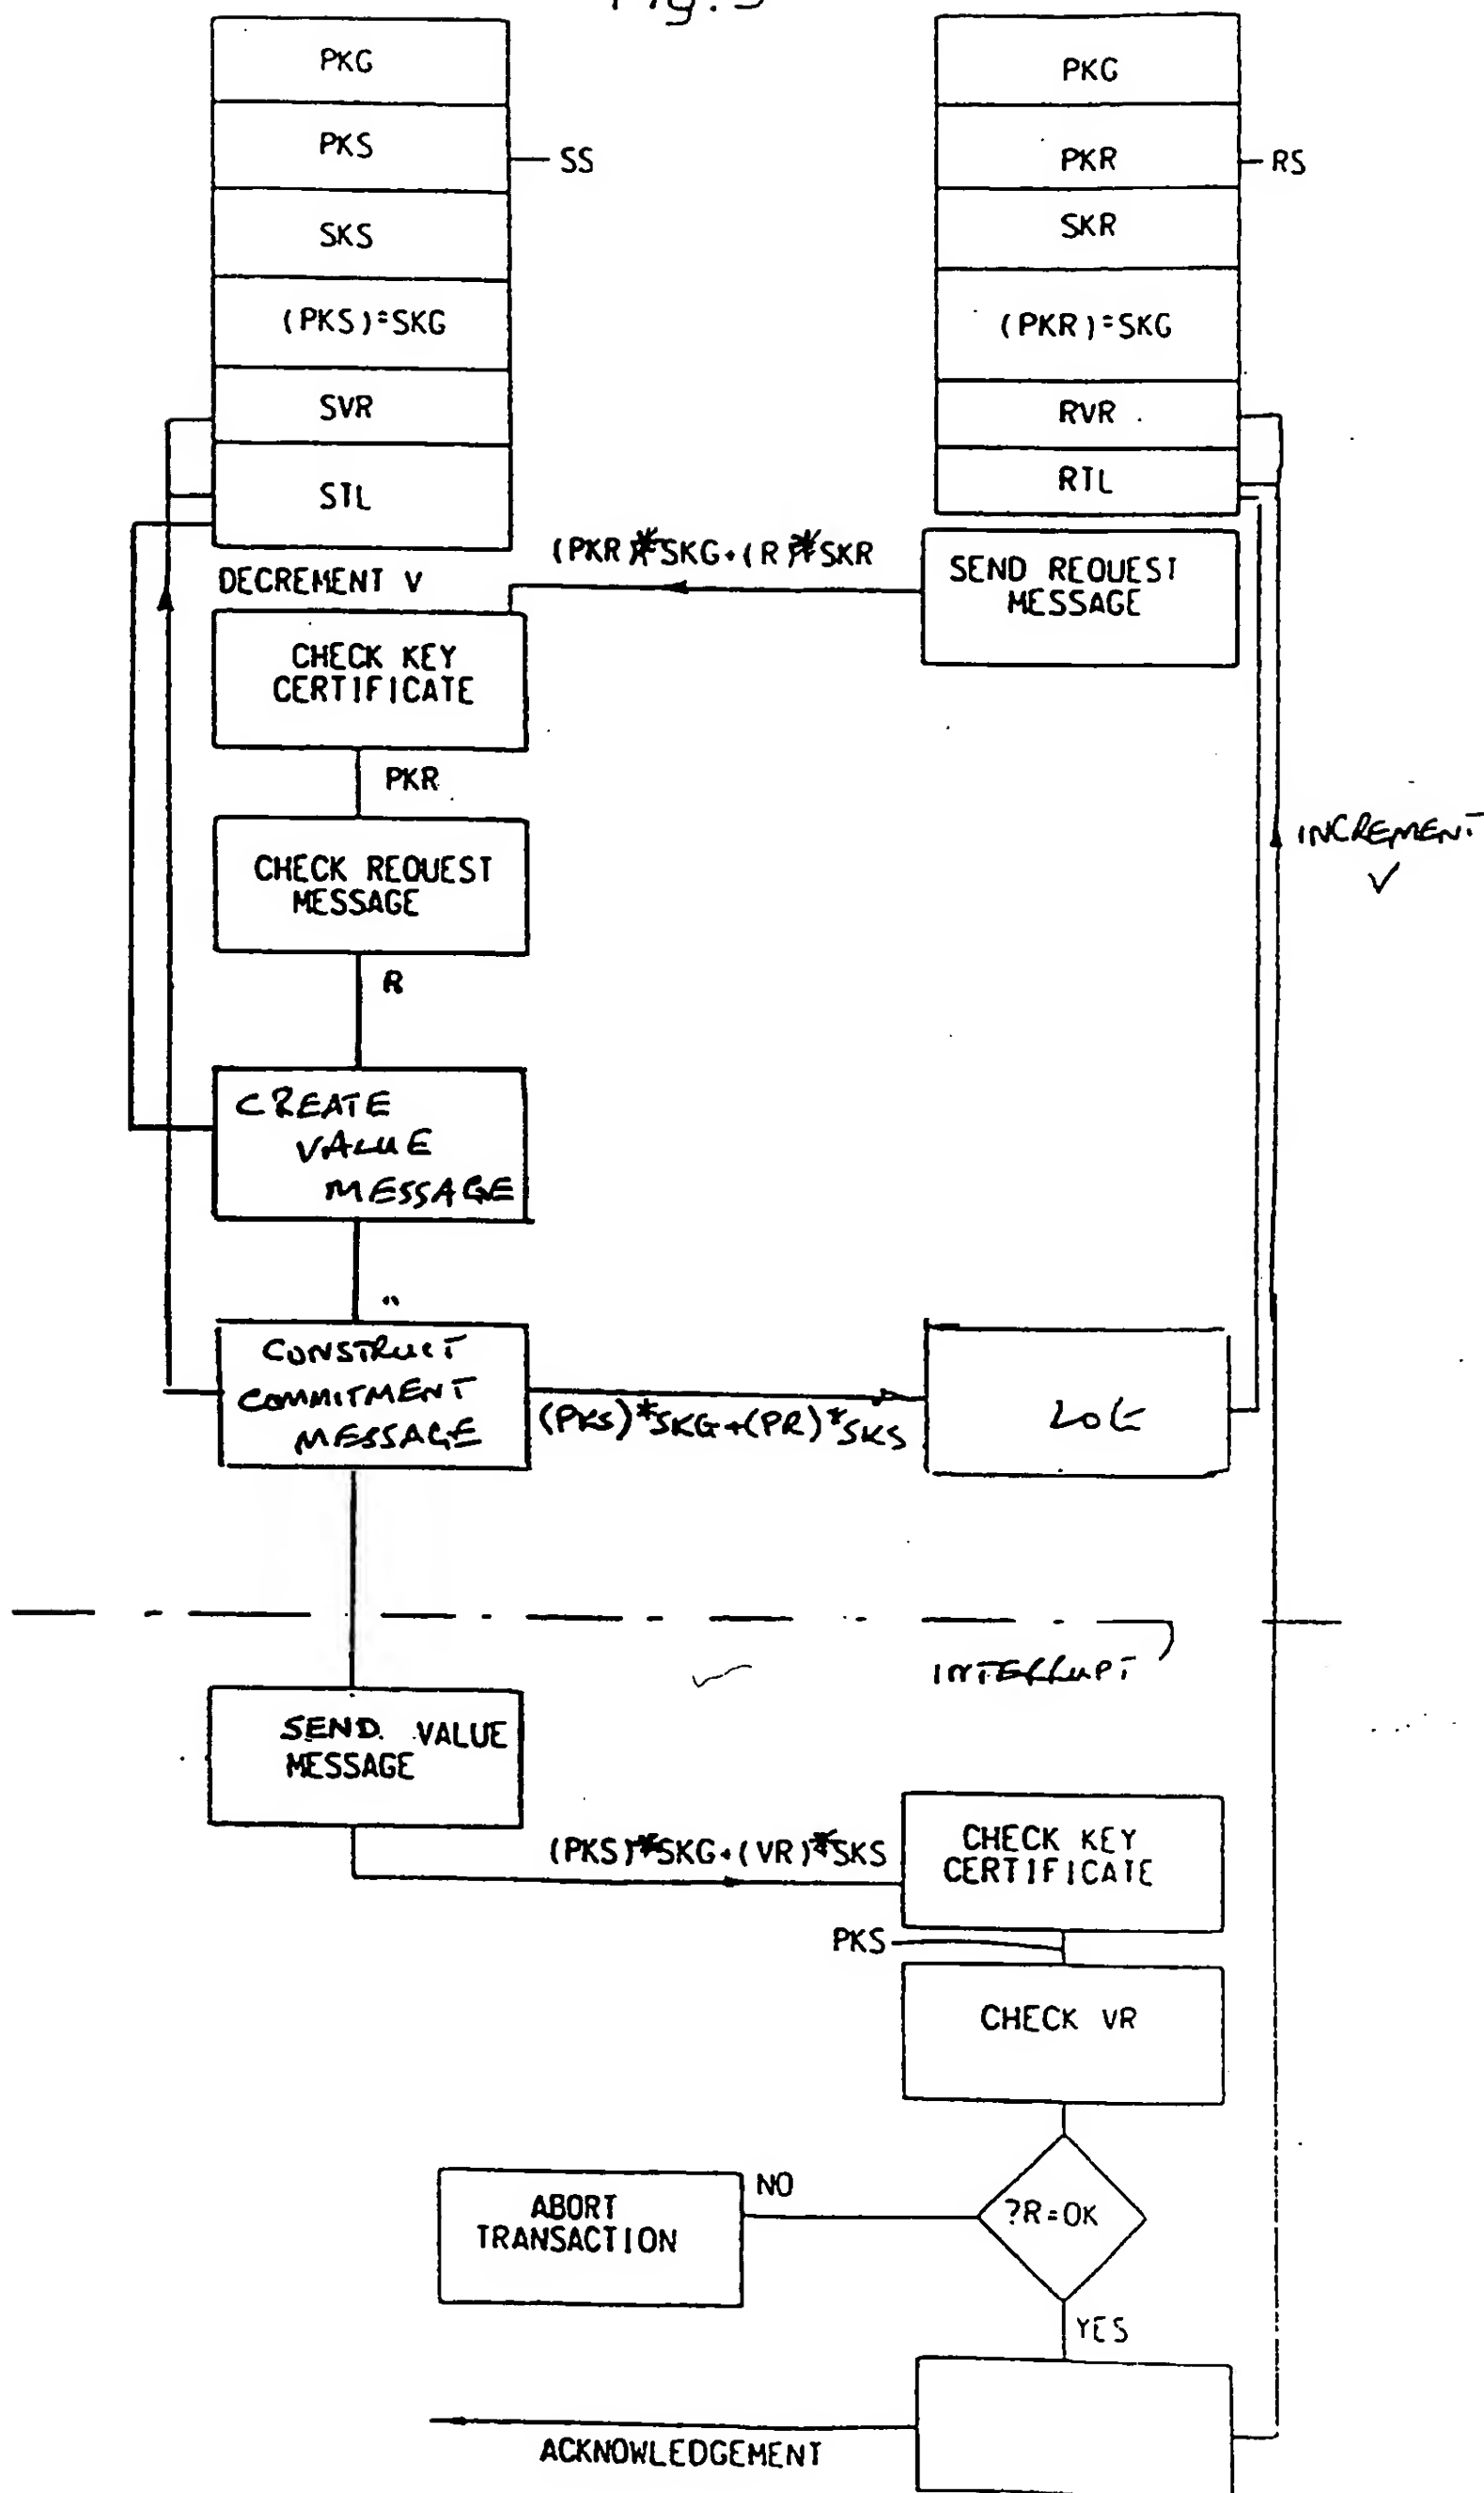 Fig. 3
PKG
PKS
SS
SKS
(PKS)=SKG
SVR
STL
PKG
PKR
RS
SKR
(PKR)=SKG
RVR
RTL
(PKR)*SKG+(R)*SKR
SEND REQUEST
MESSAGE
DECREMENT V
CHECK KEY
CERTIFICATE
PKR
CHECK REQUEST
MESSAGE
INCREMENT
V
R
CREATE
VALUE
MESSAGE
CONSTRUCT
COMMITMENT
MESSAGE
(PKS)*SKG+(PR)*SKS
LOG
INTERRUPT
SEND VALUE
MESSAGE
(PKS)*SKG+(VR)*SKS
CHECK KEY
CERTIFICATE
PKS
CHECK VR
ABORT
TRANSACTION
NO
?R=OK
YES
ACKNOWLEDGEMENT